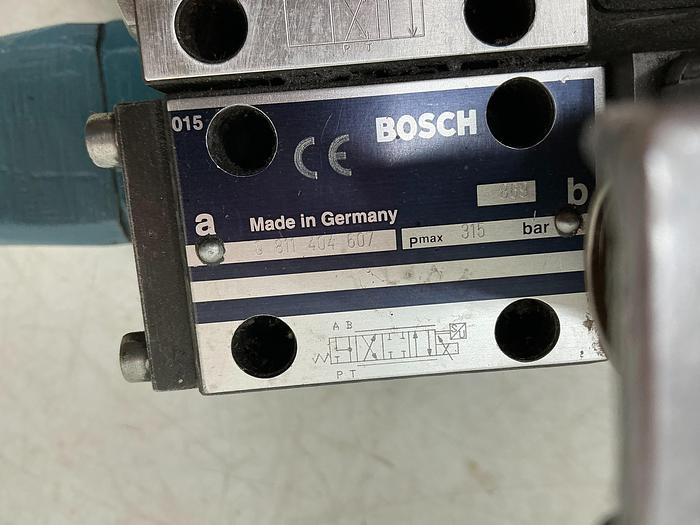 P T
015
BOSCH
CE
b
a
Made in Germany
0 811 404 607
pmax 315 bar
A B
P T